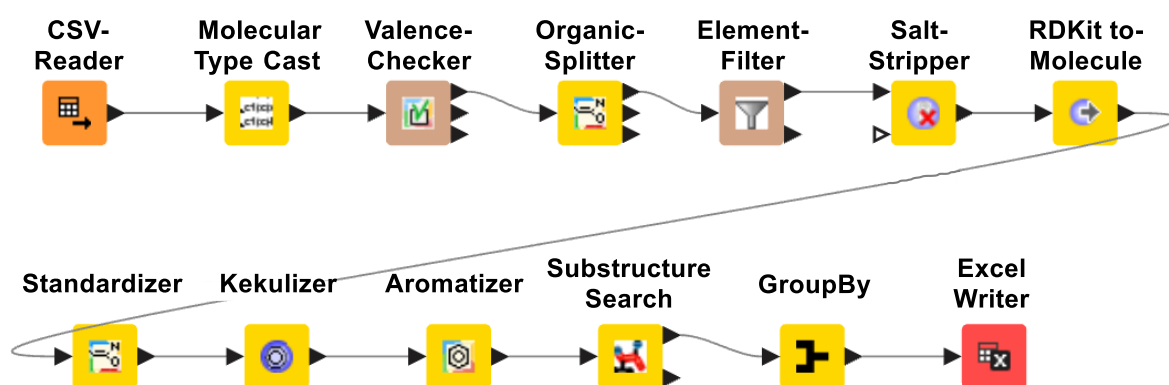 CSV-
Reader
Molecular
Type Cast
Valence-
Checker
Organic-
Splitter
Element-
Filter
Salt-
Stripper
RDKit to-
Molecule
Standardizer
Kekulizer
Aromatizer
Substructure
Search
GroupBy
Excel
Writer